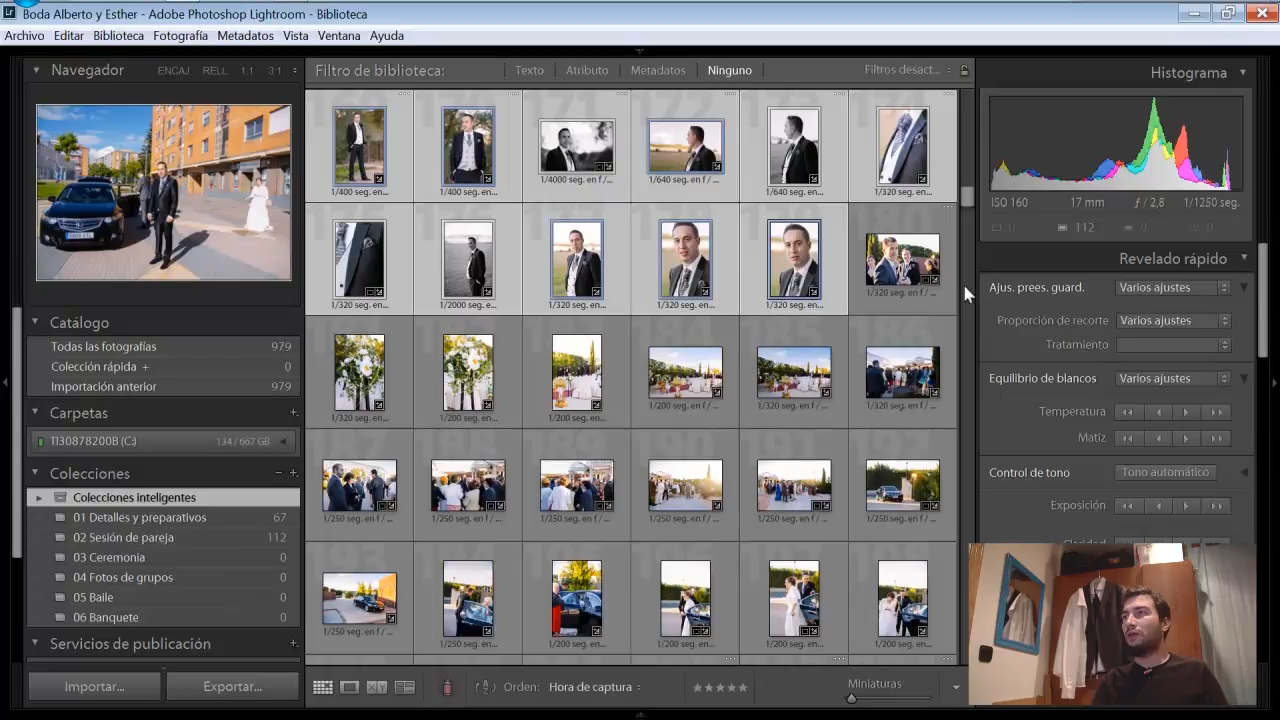 Boda Alberto y Esther - Adobe Photoshop Lightroom - Biblioteca
Archivo Editar Biblioteca Fotografía Metadatos Vista Ventana Ayuda
Navegador ENCAJ RELL. 1:1 3:1
Filtro de biblioteca: Texto Atributo Metadatos Ninguno Filtros desact...
Histograma
1/400 seg. en... 1/400 seg. en... 1/4000 seg. en f / ... 1/640 seg. en f / ... 1/640 seg. en... 1/320 seg. en...
ISO 160 17 mm ƒ / 2,8 1/1250 seg.
112
Revelado rápido
Ajus. prees. guard. Varios ajustes
1/320 seg. en... 1/2000 seg. en... 1/320 seg. en... 1/320 seg. en... 1/320 seg. en... 1/320 seg. en f / ...
Proporción de recorte Varios ajustes
Tratamiento
Catálogo
Todas las fotografías 979
Colección rápida + 0
Importación anterior 979
Equilibrio de blancos Varios ajustes
Temperatura
Matiz
1/320 seg. en... 1/200 seg. en... 1/200 seg. en... 1/200 seg. en f / ... 1/320 seg. en f / ... 1/320 seg. en f / ...
Carpetas
TI30878200B (C:) 134 / 667 GB
Control de tono Tono automático
Exposición
Colecciones
Colecciones inteligentes
01 Detalles y preparativos 67
02 Sesión de pareja 112
03 Ceremonia 0
04 Fotos de grupos 0
05 Baile 0
06 Banquete 0
1/250 seg. en f / ... 1/250 seg. en f / ... 1/250 seg. en f / ... 1/250 seg. en f / ... 1/250 seg. en f / ... 1/250 seg. en f / ...
1/250 seg. en f / ... 1/250 seg. en... 1/200 seg. en... 1/200 seg. en... 1/200 seg. en... 1/200 seg. en...
Servicios de publicación
Importar... Exportar...
Orden: Hora de captura
Miniaturas